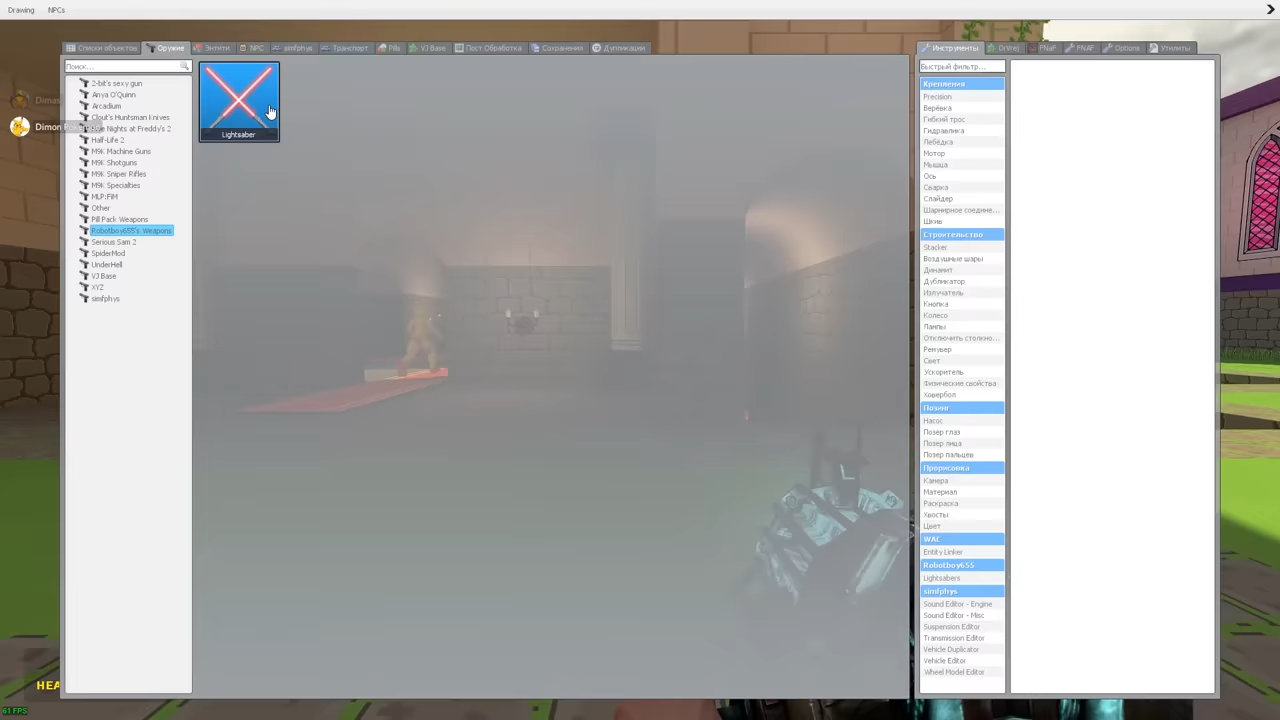 Drawing NPCs
Списки объектов Оружие Энтити NPC simfphys Транспорт Pills VJ Base Пост Обработка Сохранения Дупликации
Поиск...
2-bit's sexy gun
Anya O'Quinn
Arcadium
Clout's Huntsman Knives
Five Nights at Freddy's 2
Half-Life 2
M9K Machine Guns
M9K Shotguns
M9K Sniper Rifles
M9K Specialties
MLP:FiM
Other
Pill Pack Weapons
Robotboy655's Weapons
Serious Sam 2
SpiderMod
UnderHell
VJ Base
XYZ
simfphys
Dimas
Dimon
Lightsaber
Инструменты DrVrej FNaF FNAF Options Утилиты
Быстрый фильтр...
Крепления
Precision
Верёвка
Гибкий трос
Гидравлика
Лебёдка
Мотор
Мышца
Ось
Сварка
Слайдер
Шарнирное соедине...
Шкив
Строительство
Stacker
Воздушные шары
Динамит
Дубликатор
Излучатель
Кнопка
Колесо
Лампы
Отключить столкно...
Ремувер
Свет
Ускоритель
Физические свойства
Ховербол
Позинг
Насос
Позер глаз
Позер лица
Позер пальцев
Прорисовка
Камера
Материал
Раскраска
Хвосты
Цвет
WAC
Entity Linker
Robotboy655
Lightsabers
simfphys
Sound Editor - Engine
Sound Editor - Misc
Suspension Editor
Transmission Editor
Vehicle Duplicator
Vehicle Editor
Wheel Model Editor
HEA
61 FPS